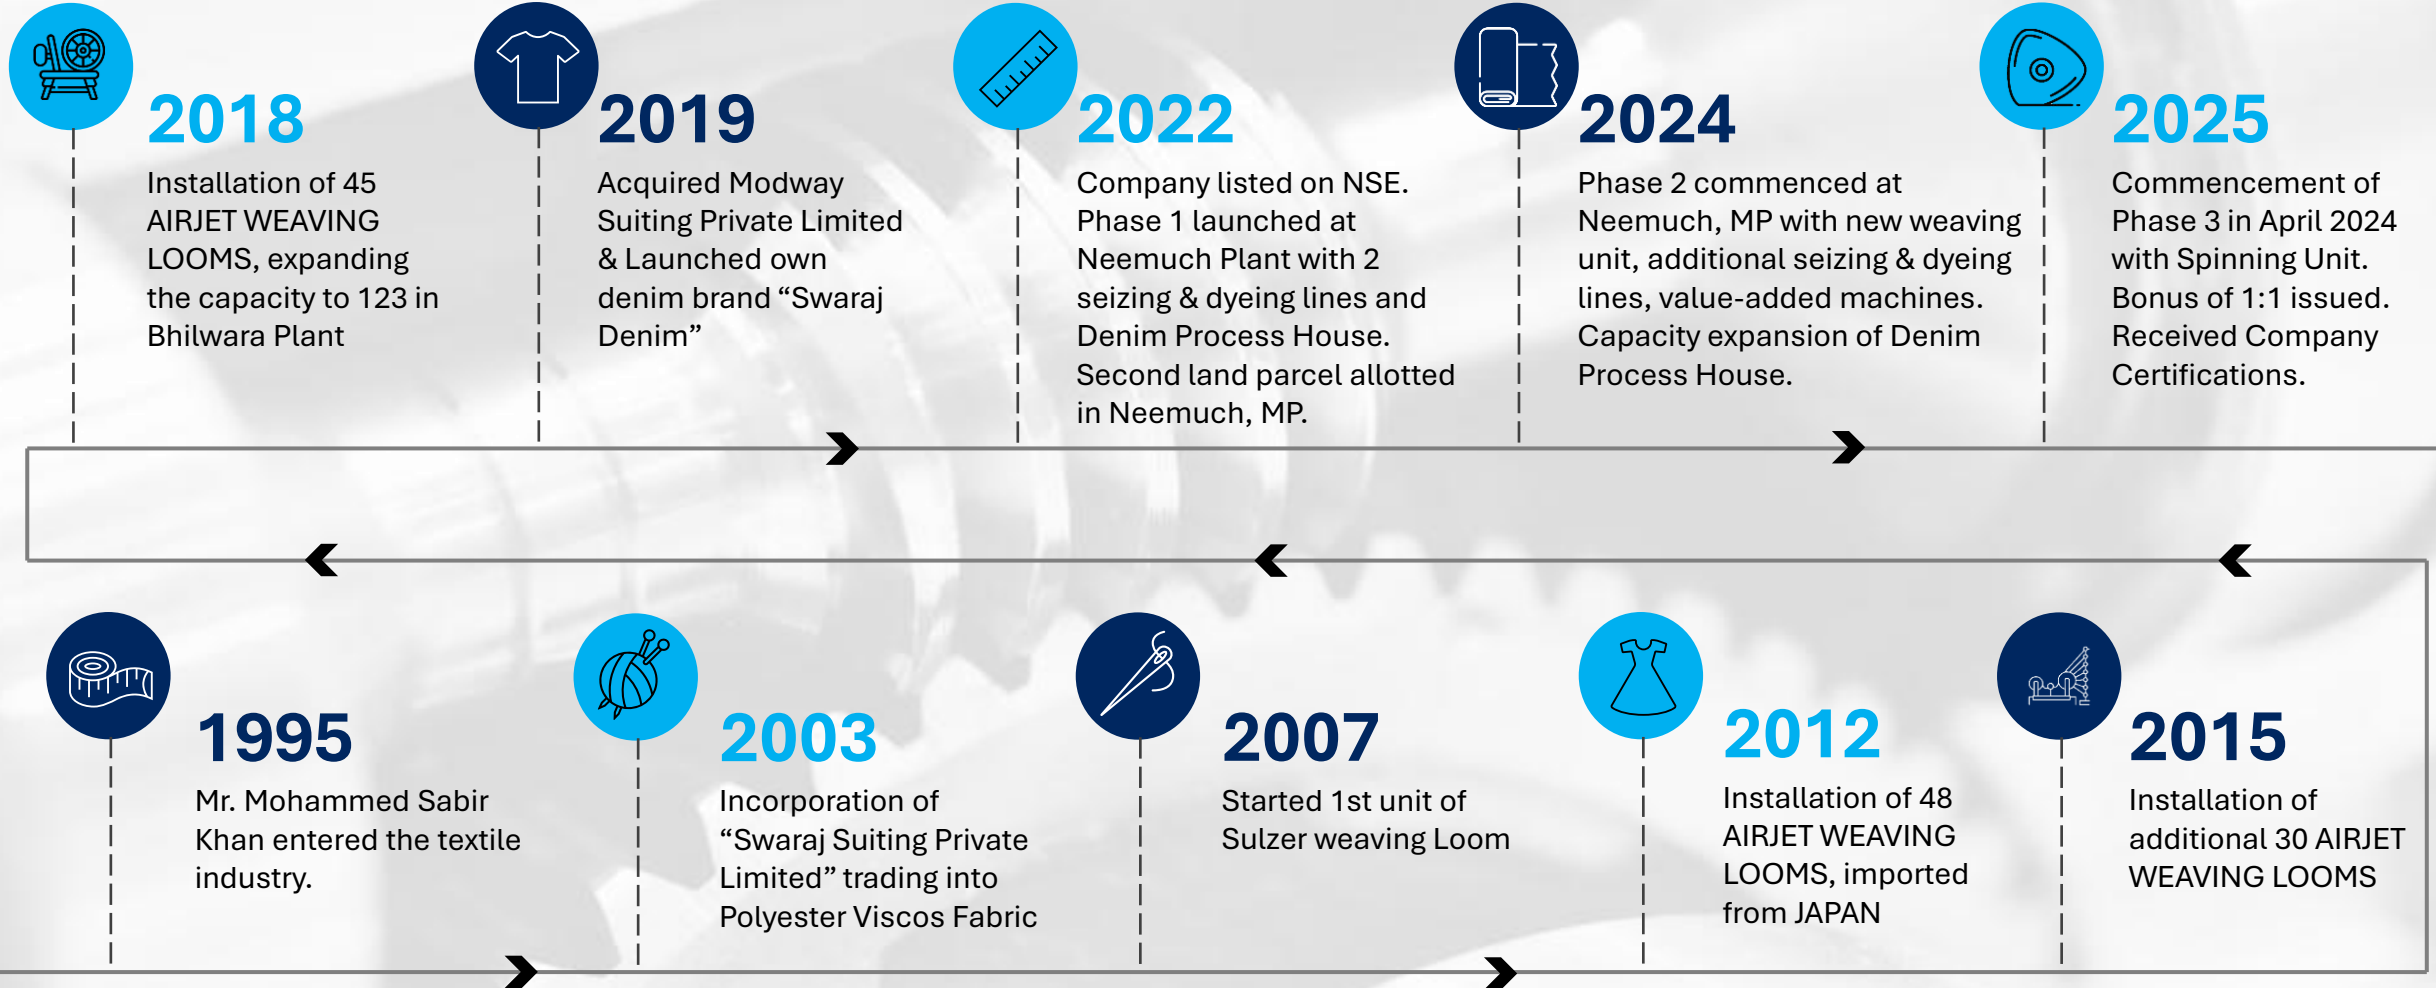 2018
Installation of 45
AIRJET WEAVING
LOOMS, expanding
the capacity to 123 in
Bhilwara Plant
2019
Acquired Modway
Suiting Private Limited
& Launched own
denim brand “Swaraj
Denim”
2022
Company listed on NSE.
Phase 1 launched at
Neemuch Plant with 2
seizing & dyeing lines and
Denim Process House.
Second land parcel allotted
in Neemuch, MP.
2024
Phase 2 commenced at
Neemuch, MP with new weaving
unit, additional seizing & dyeing
lines, value-added machines.
Capacity expansion of Denim
Process House.
2025
Commencement of
Phase 3 in April 2024
with Spinning Unit.
Bonus of 1:1 issued.
Received Company
Certifications.
1995
Mr. Mohammed Sabir
Khan entered the textile
industry.
2003
Incorporation of
“Swaraj Suiting Private
Limited” trading into
Polyester Viscos Fabric
2007
Started 1st unit of
Sulzer weaving Loom
2012
Installation of 48
AIRJET WEAVING
LOOMS, imported
from JAPAN
2015
Installation of
additional 30 AIRJET
WEAVING LOOMS